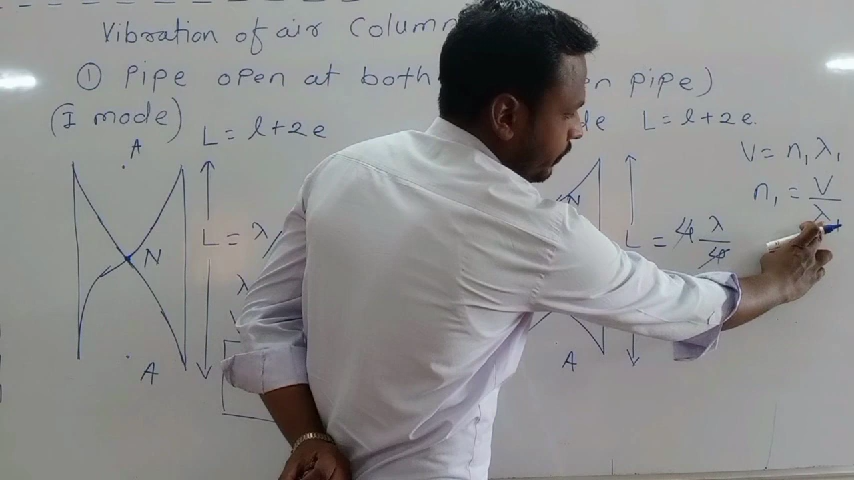 Vibration of air Column
① Pipe open at both on pipe)
(I mode) L = l + 2e L = l + 2e
A
V = n₁ λ₁
n₁ = V / λ₁
L = λ
L = 4 λ / 4
N
λ
A
A